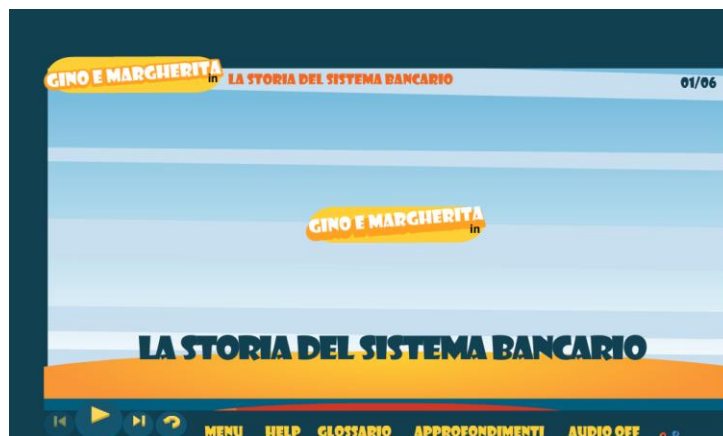 GINO E MARGHERITA
in LA STORIA DEL SISTEMA BANCARIO
01/06
GINO E MARGHERITA
in
LA STORIA DEL SISTEMA BANCARIO
MENU HELP GLOSSARIO APPROFONDIMENTI AUDIO OFF